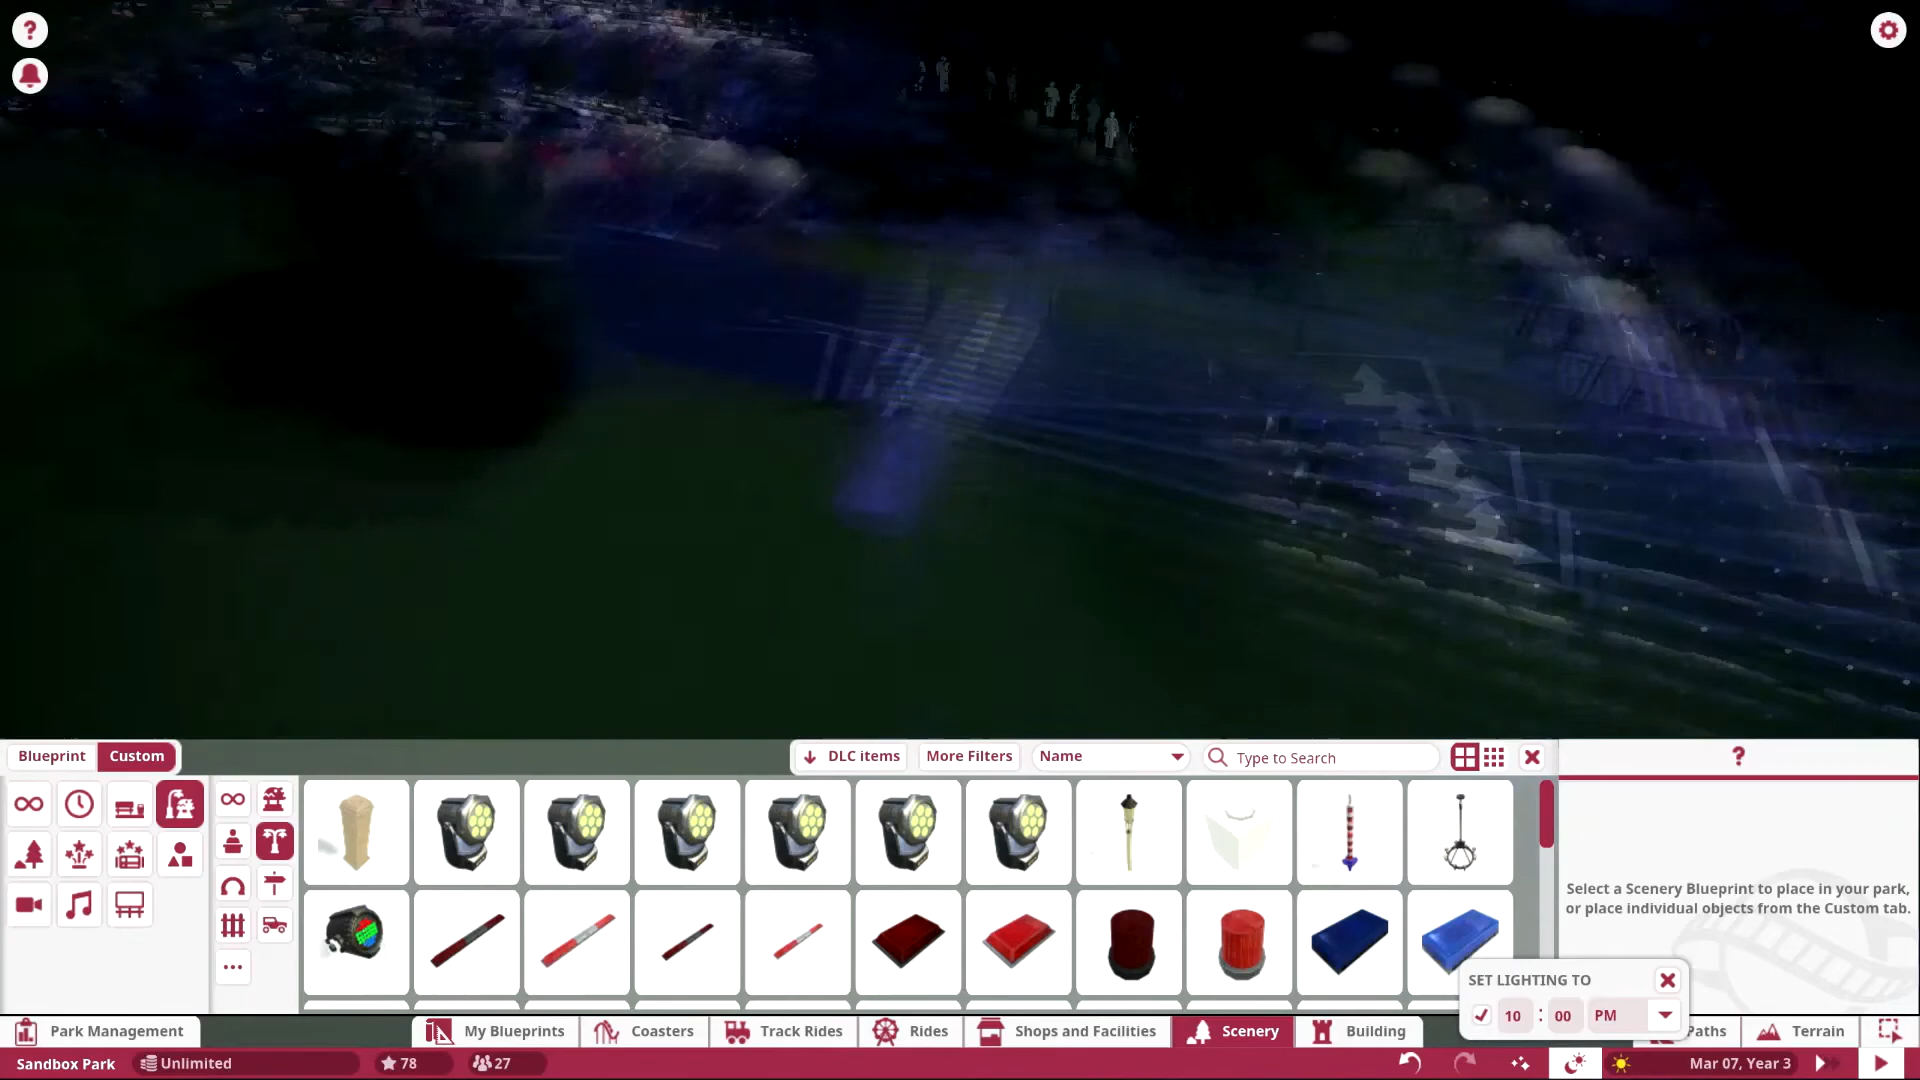 ?
Blueprint
Custom
DLC items
More Filters
Name
Type to Search
?
Select a Scenery Blueprint to place in your park,
or place individual objects from the Custom tab.
SET LIGHTING TO
10 : 00 PM
Park Management
My Blueprints
Coasters
Track Rides
Rides
Shops and Facilities
Scenery
Building
Paths
Terrain
Sandbox Park
Unlimited
78
27
Mar 07, Year 3